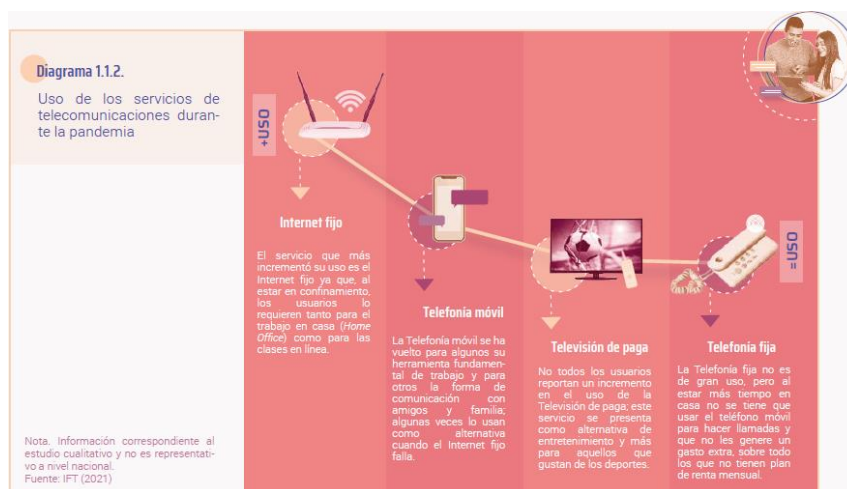 Diagrama 1.1.2.
Uso de los servicios de
telecomunicaciones duran-
te la pandemia
+USO
Internet fijo
El servicio que más
incrementó su uso es el
Internet fijo ya que, al
estar en confinamiento,
los usuarios lo
requieren tanto para el
trabajo en casa (Home
Office) como para las
clases en línea.
Telefonía móvil
La Telefonía móvil se ha
vuelto para algunos su
herramienta fundamen-
tal de trabajo y para
otros la forma de
comunicación con
amigos y familia;
algunas veces lo usan
como alternativa
cuando el Internet fijo
falla.
Televisión de paga
No todos los usuarios
reportan un incremento
en el uso de la
Televisión de paga; este
servicio se presenta
como alternativa de
entretenimiento y más
para aquellos que
gustan de los deportes.
=USO
Telefonía fija
La Telefonía fija no es
de gran uso, pero al
estar más tiempo en
casa no se tiene que
usar el teléfono móvil
para hacer llamadas y
que no les genere un
gasto extra, sobre todo
los que no tienen plan
de renta mensual.
Nota. Información correspondiente al
estudio cualitativo y no es representati-
vo a nivel nacional.
Fuente: IFT (2021)